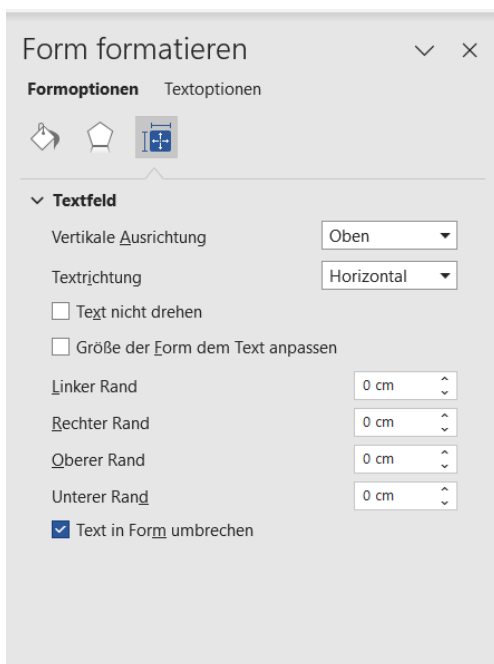 Form formatieren
Formoptionen Textoptionen
Textfeld
Vertikale Ausrichtung Oben
Textrichtung Horizontal
Text nicht drehen
Größe der Form dem Text anpassen
Linker Rand 0 cm
Rechter Rand 0 cm
Oberer Rand 0 cm
Unterer Rand 0 cm
Text in Form umbrechen